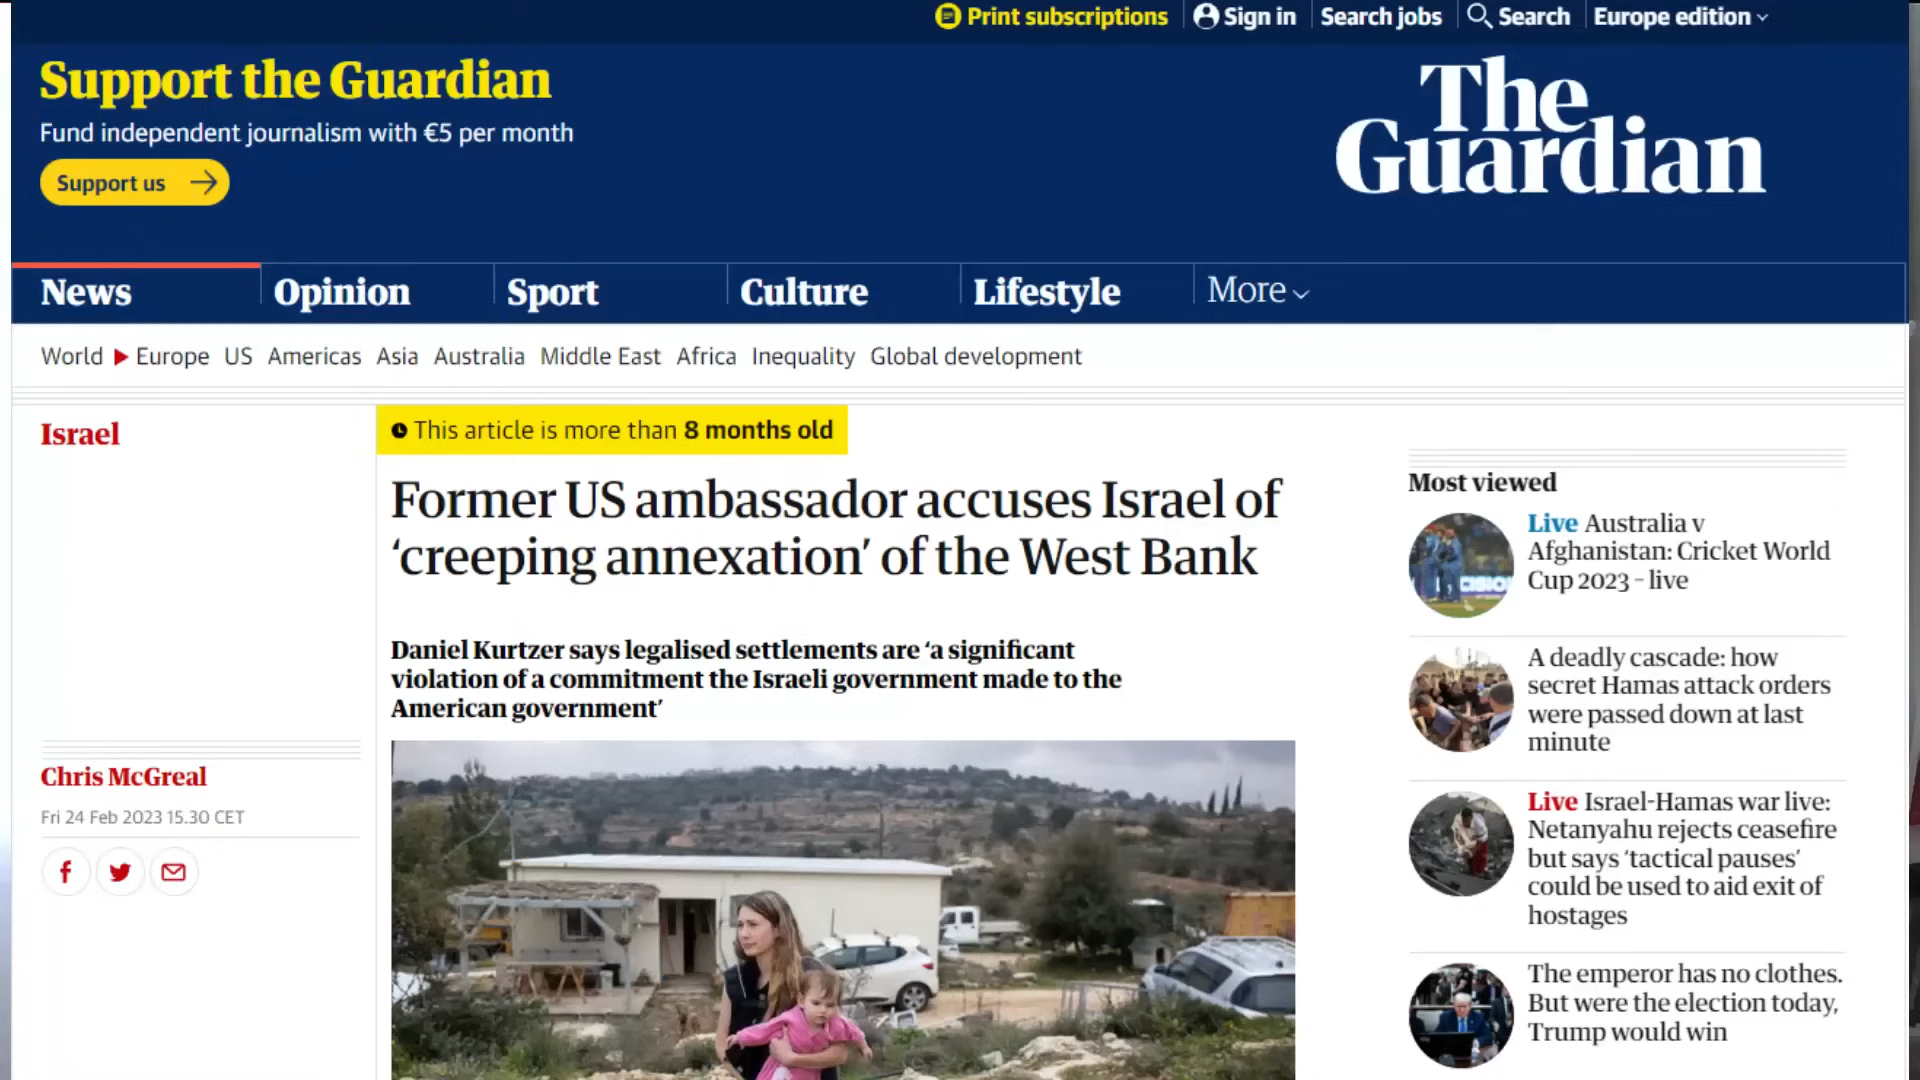 Print subscriptions
Sign in
Search jobs
Search
Europe edition
Support the Guardian
Fund independent journalism with €5 per month
Support us
The
Guardian
News
Opinion
Sport
Culture
Lifestyle
More
World
Europe
US
Americas
Asia
Australia
Middle East
Africa
Inequality
Global development
Israel
This article is more than 8 months old
Former US ambassador accuses Israel of
‘creeping annexation’ of the West Bank
Daniel Kurtzer says legalised settlements are ‘a significant
violation of a commitment the Israeli government made to the
American government’
Chris McGreal
Fri 24 Feb 2023 15.30 CET
Most viewed
Live Australia v
Afghanistan: Cricket World
Cup 2023 – live
A deadly cascade: how
secret Hamas attack orders
were passed down at last
minute
Live Israel-Hamas war live:
Netanyahu rejects ceasefire
but says ‘tactical pauses’
could be used to aid exit of
hostages
The emperor has no clothes.
But were the election today,
Trump would win